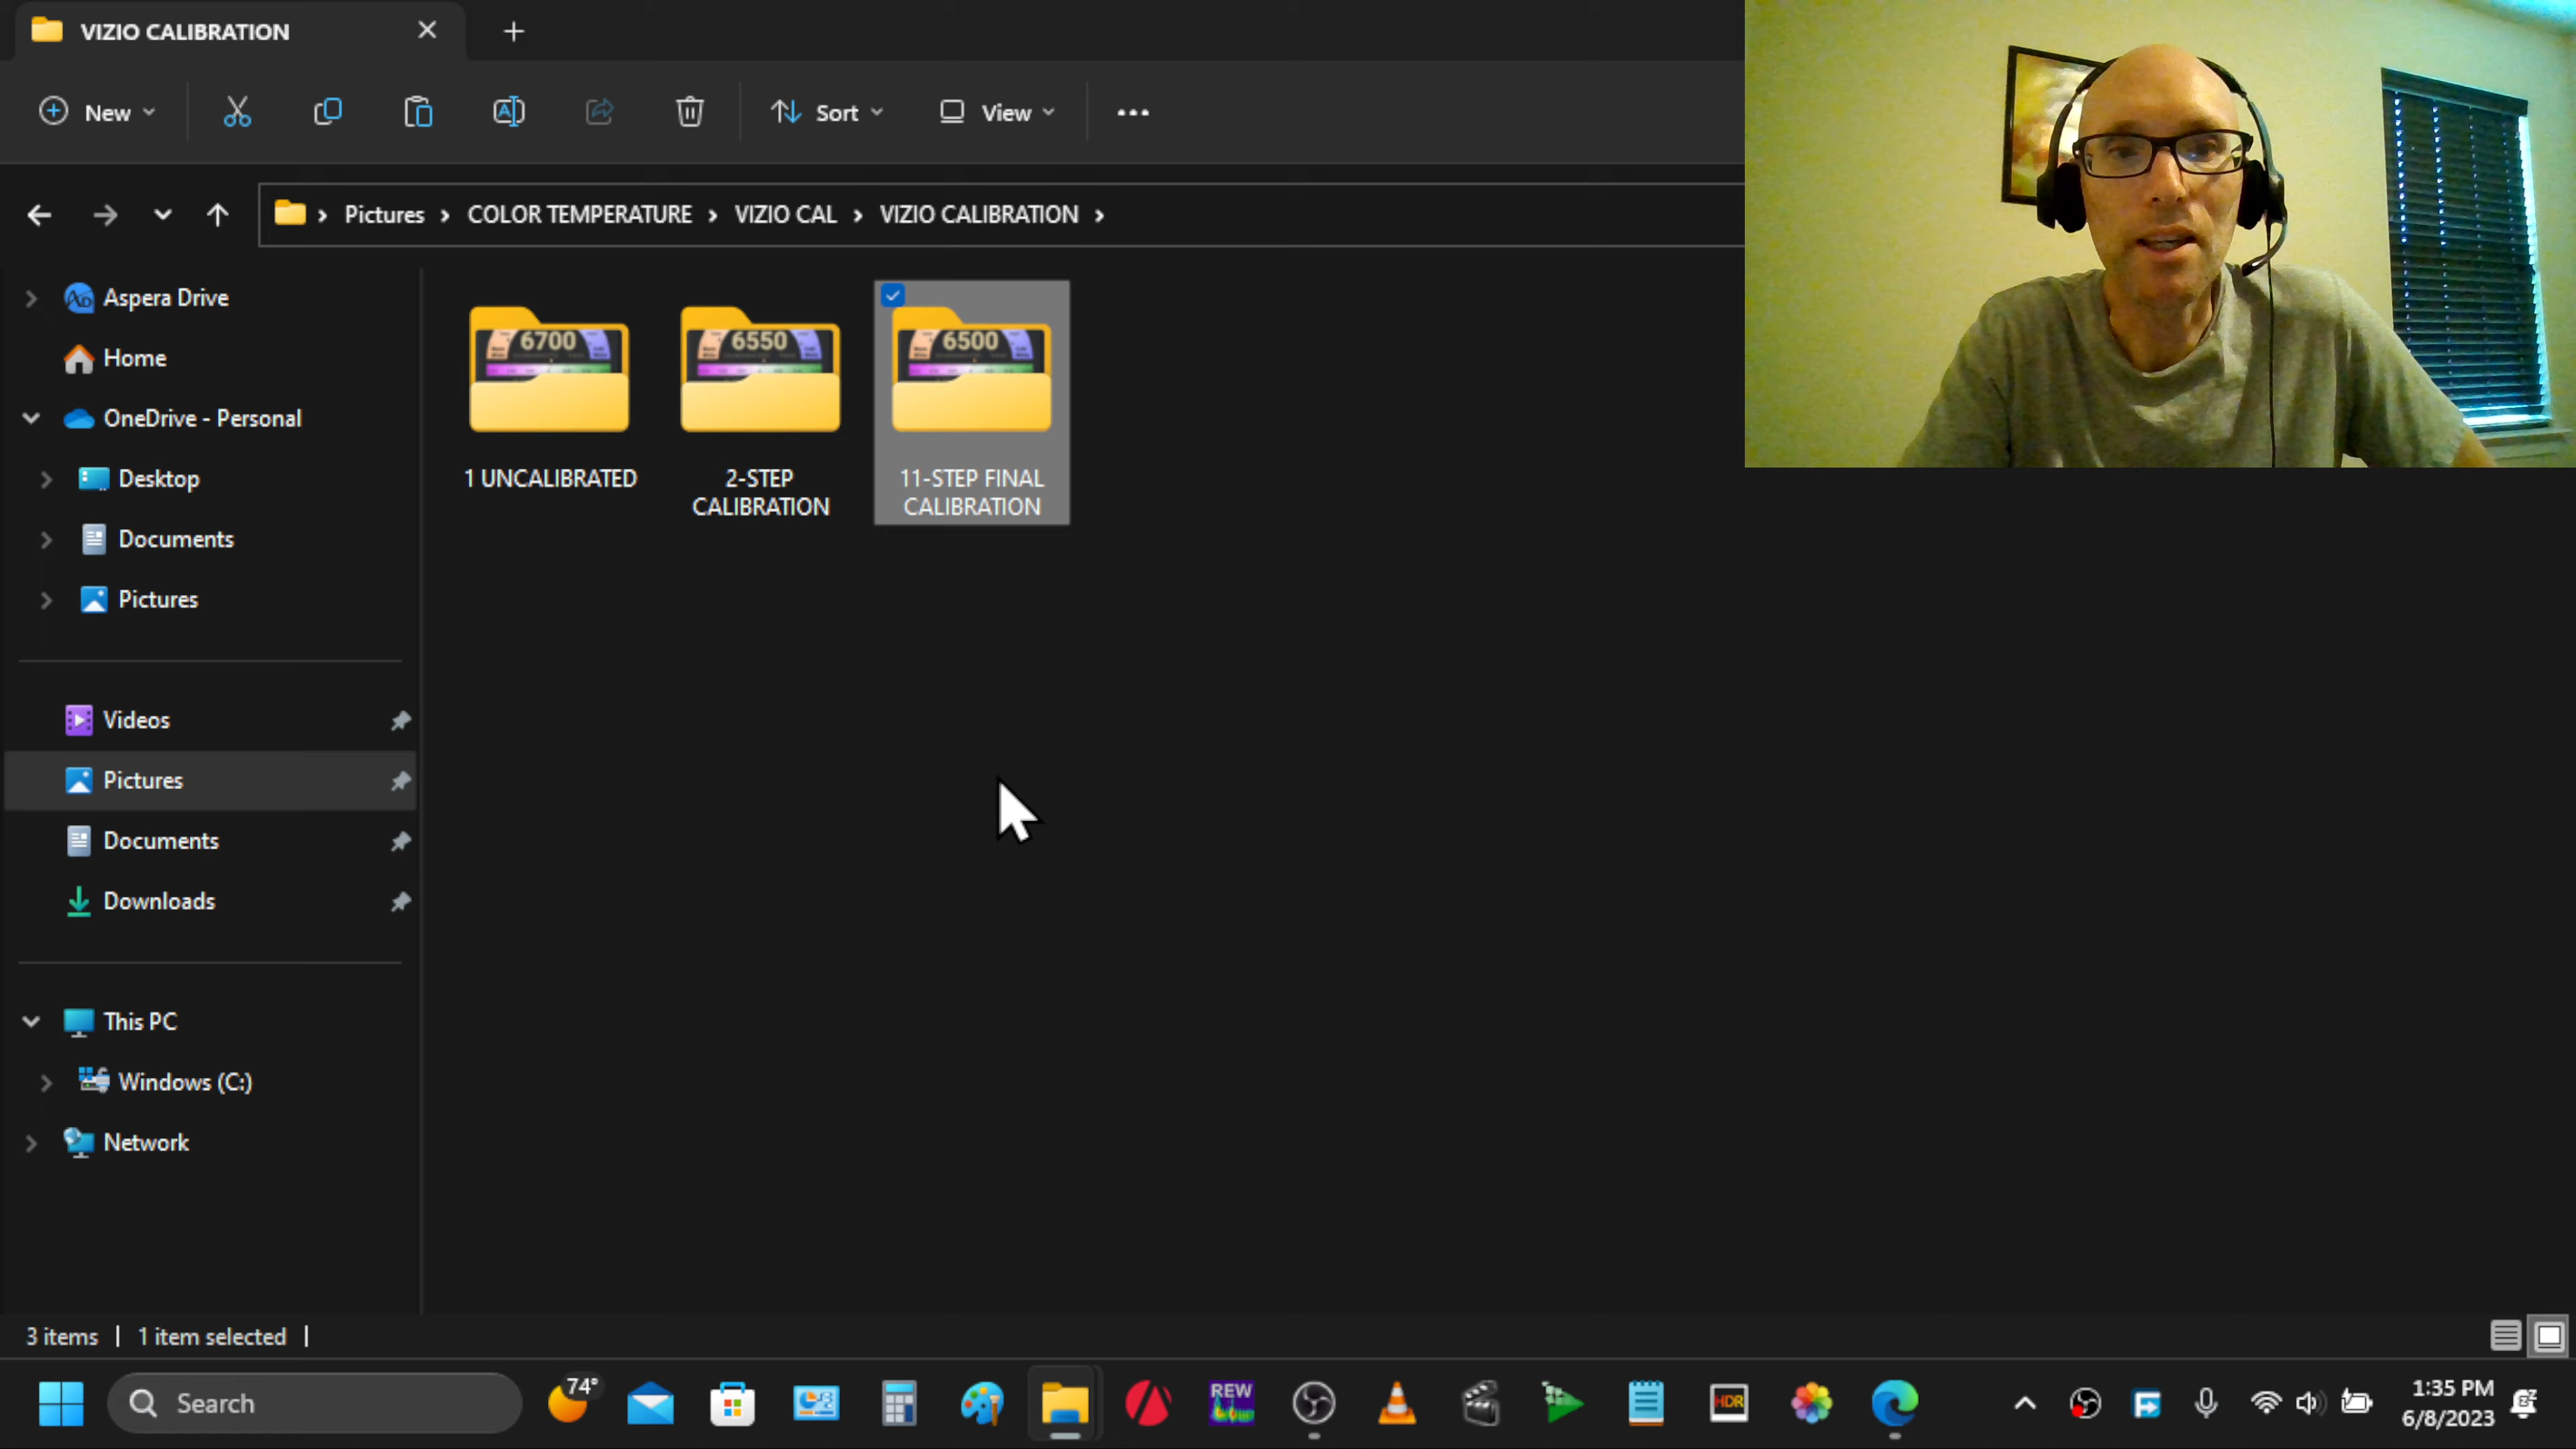 VIZIO CALIBRATION
New
Sort
View
Pictures > COLOR TEMPERATURE > VIZIO CAL > VIZIO CALIBRATION >
Aspera Drive
Home
OneDrive - Personal
Desktop
Documents
Pictures
Videos
Pictures
Documents
Downloads
This PC
Windows (C:)
Network
6700
1 UNCALIBRATED
6550
2-STEP
CALIBRATION
6500
11-STEP FINAL
CALIBRATION
3 items | 1 item selected |
Search
74°
REW
HDR
1:35 PM
6/8/2023